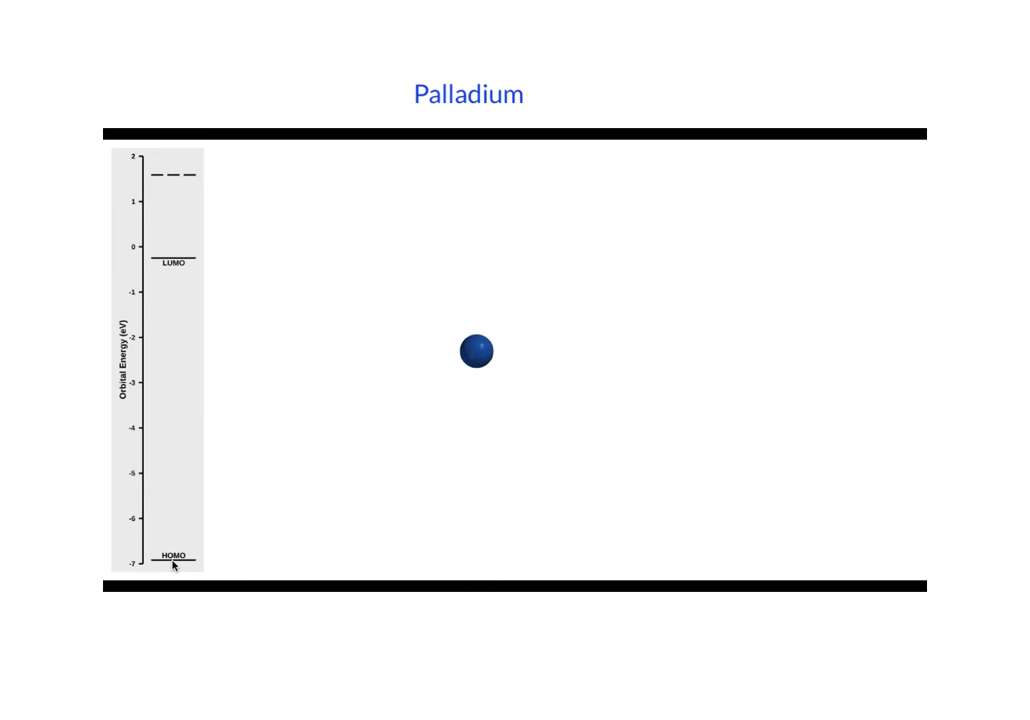 Palladium
2
1
0
LUMO
-1
Orbital Energy (eV)
-2
-3
-4
-5
-6
HOMO
-7